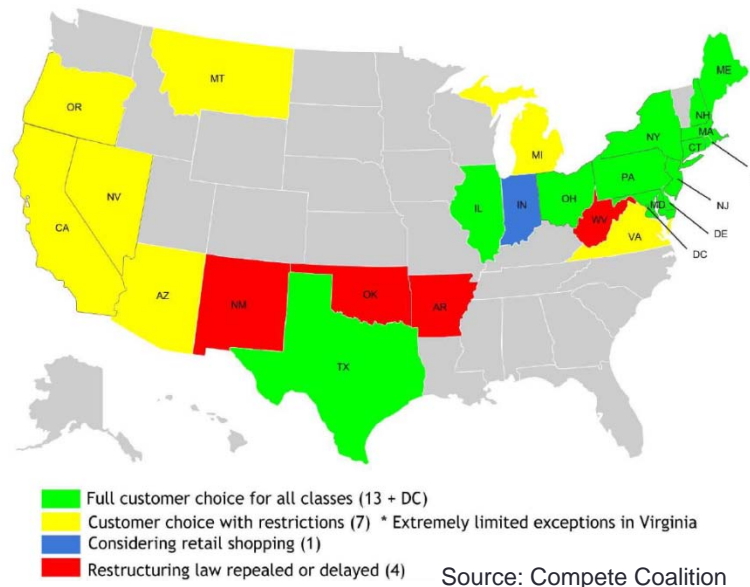 ME
MT
OR
NH
MA
NY
CT
MI
PA
NV
NJ
IL
IN
OH
MD
CA
DE
WV
VA
DC
AZ
OK
NM
AR
TX
Full customer choice for all classes (13 + DC)
Customer choice with restrictions (7) * Extremely limited exceptions in Virginia
Considering retail shopping (1)
Restructuring law repealed or delayed (4)
Source: Compete Coalition